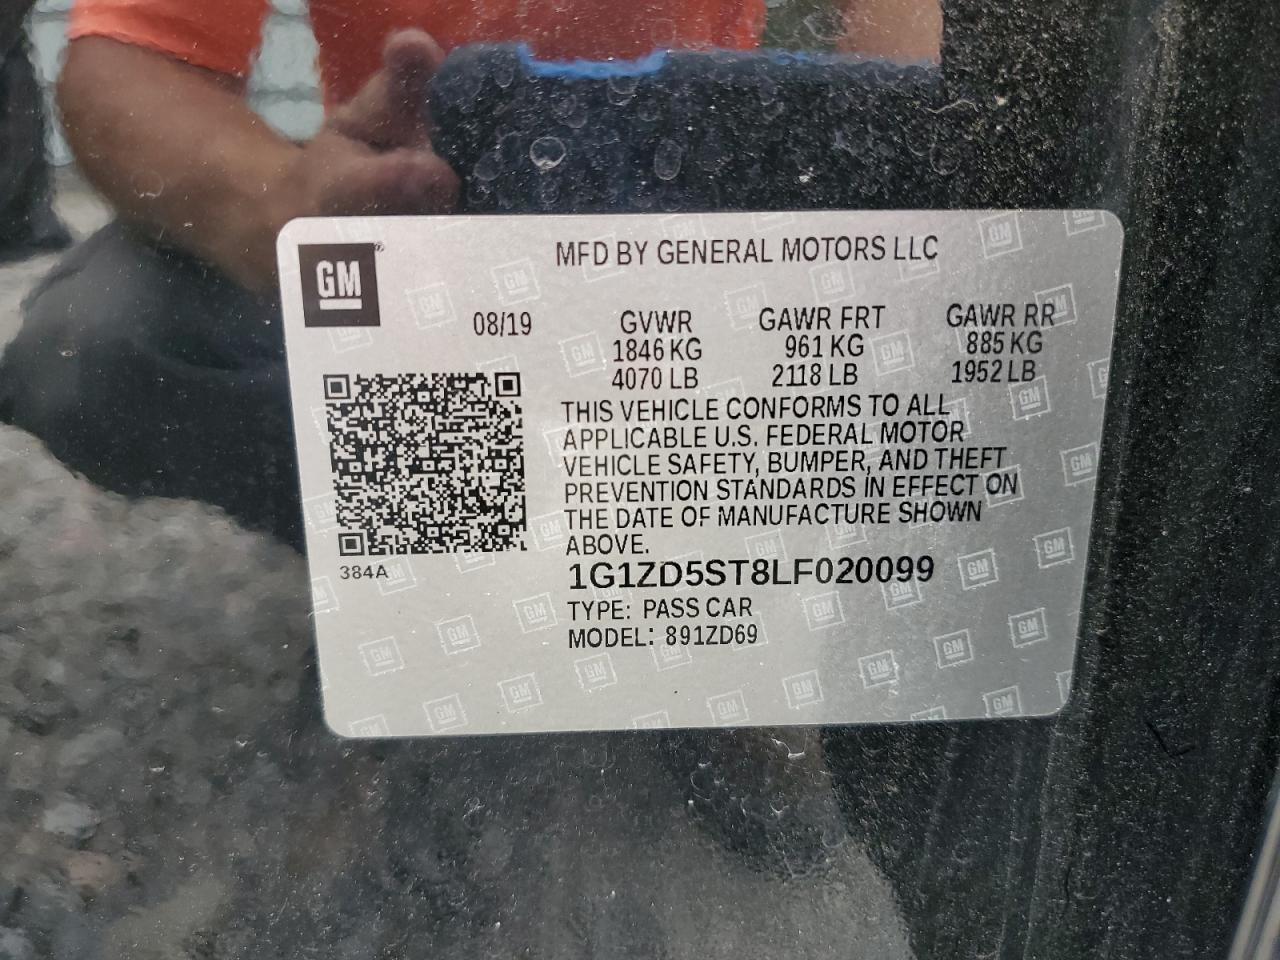 GM
MFD BY GENERAL MOTORS LLC
08/19
GVWR GAWR FRT GAWR RR
1846 KG 961 KG 885 KG
4070 LB 2118 LB 1952 LB
THIS VEHICLE CONFORMS TO ALL
APPLICABLE U.S. FEDERAL MOTOR
VEHICLE SAFETY, BUMPER, AND THEFT
PREVENTION STANDARDS IN EFFECT ON
THE DATE OF MANUFACTURE SHOWN
ABOVE.
384A
1G1ZD5ST8LF020099
TYPE: PASS CAR
MODEL: 891ZD69